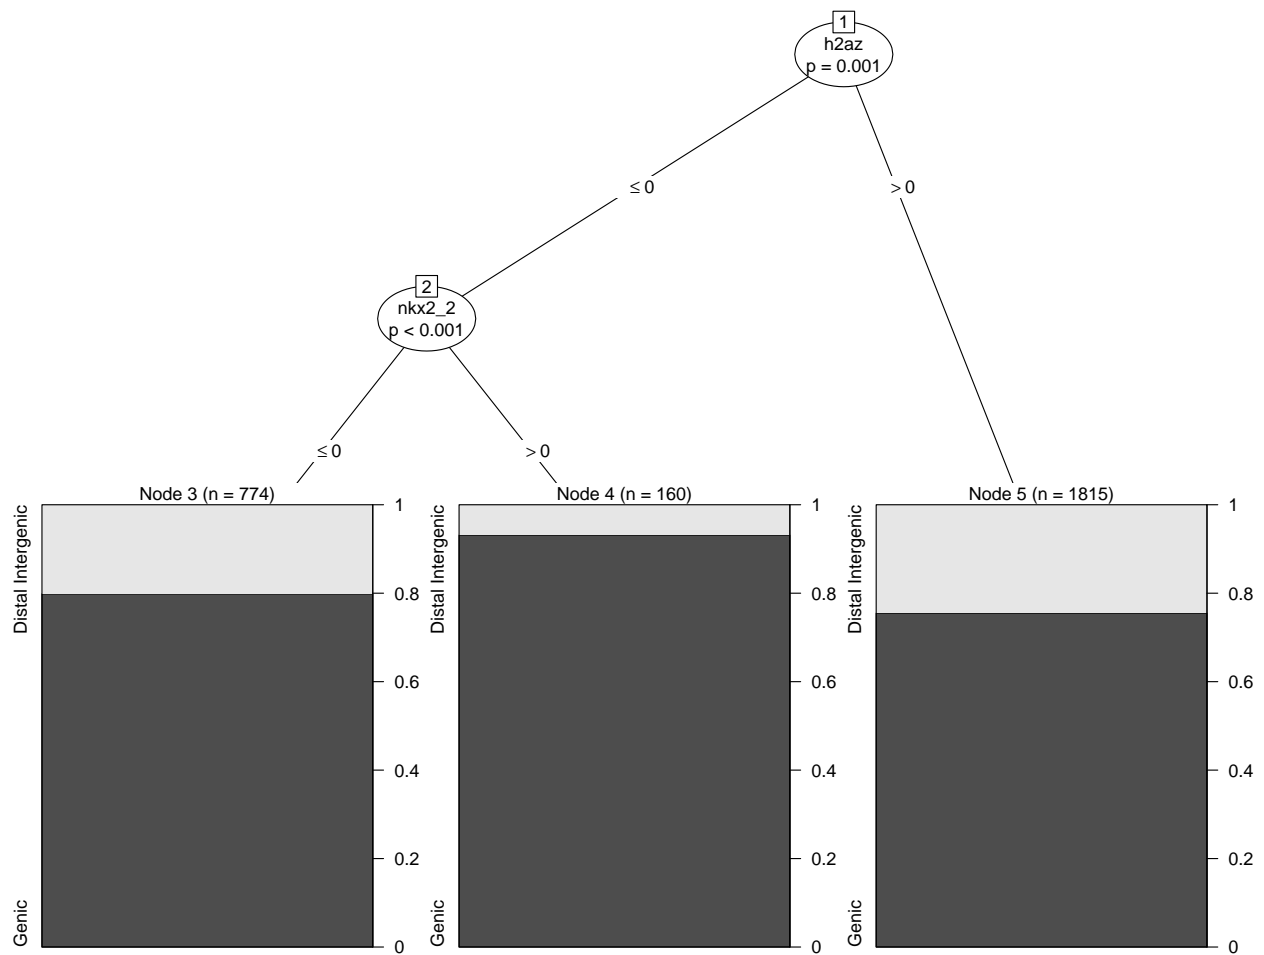 1
h2az
p = 0.001
≤ 0
> 0
2
nkx2_2
p < 0.001
≤ 0
> 0
Node 3 (n = 774)
Distal Intergenic
Genic
1
0.8
0.6
0.4
0.2
0
Node 4 (n = 160)
Distal Intergenic
Genic
1
0.8
0.6
0.4
0.2
0
Node 5 (n = 1815)
Distal Intergenic
Genic
1
0.8
0.6
0.4
0.2
0